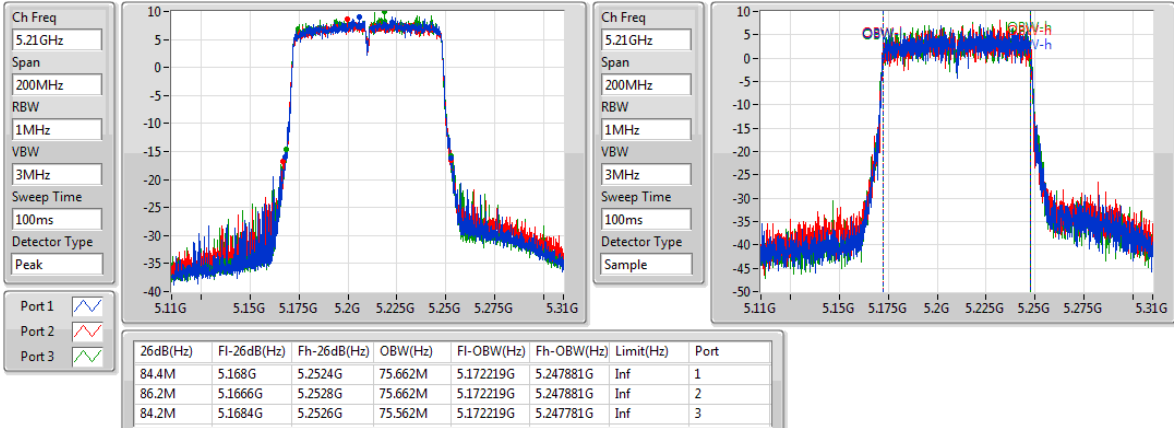 Ch Freq
5.21GHz
Span
200MHz
RBW
1MHz
VBW
3MHz
Sweep Time
100ms
Detector Type
Peak
Port 1
Port 2
Port 3
10
5
0
-5
-10
-15
-20
-25
-30
-35
-40
5.11G 5.15G 5.175G 5.2G 5.225G 5.25G 5.275G 5.31G
Ch Freq
5.21GHz
Span
200MHz
RBW
1MHz
VBW
3MHz
Sweep Time
100ms
Detector Type
Sample
10
5
0
-5
-10
-15
-20
-25
-30
-35
-40
-45
-50
OBW-h
5.11G 5.15G 5.175G 5.2G 5.225G 5.25G 5.275G 5.31G
26dB(Hz) Fl-26dB(Hz) Fh-26dB(Hz) OBW(Hz) Fl-OBW(Hz) Fh-OBW(Hz) Limit(Hz) Port
84.4M 5.168G 5.2524G 75.662M 5.172219G 5.247881G Inf 1
86.2M 5.1666G 5.2528G 75.662M 5.172219G 5.247881G Inf 2
84.2M 5.1684G 5.2526G 75.562M 5.172219G 5.247781G Inf 3